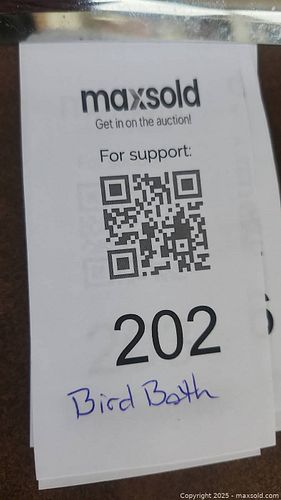 maxsold
Get in on the auction!
For support:
202
Bird Bath
Copyright 2025 - maxsold.com